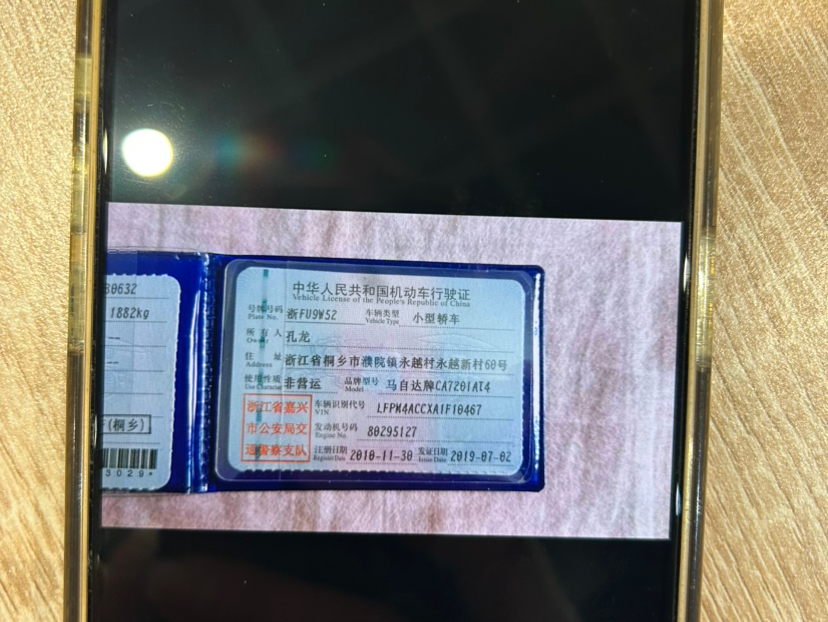 80632
1882kg
(桐乡)
3029*
中华人民共和国机动车行驶证
Vehicle License of the People's Republic of China
号牌号码 Plate No. 浙FU9W52 车辆类型 Vehicle Type 小型轿车
所有人 Owner 孔龙
住址 Address 浙江省桐乡市濮院镇永越村永越新村60号
使用性质 Use Character 非营运 品牌型号 Model 马自达牌CA7201AT4
浙江省嘉兴 车辆识别代号 VIN LFPM4ACCXA1F10467
市公安局交 发动机号码 Engine No. 80295127
通警察支队 注册日期 Register Date 2010-11-30 发证日期 Issue Date 2019-07-02